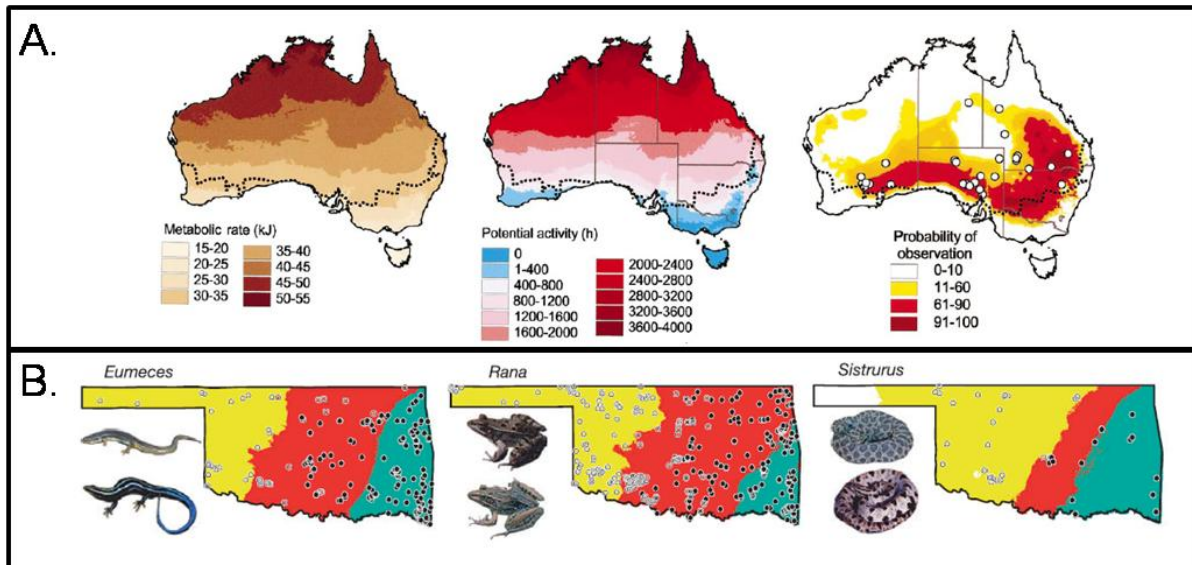 A.
Metabolic rate (kJ)
15-20
20-25
25-30
30-35
35-40
40-45
45-50
50-55
Potential activity (h)
0
1-400
400-800
800-1200
1200-1600
1600-2000
2000-2400
2400-2800
2800-3200
3200-3600
3600-4000
Probability of
observation
0-10
11-60
61-90
91-100
B.
Eumeces
Rana
Sistrurus